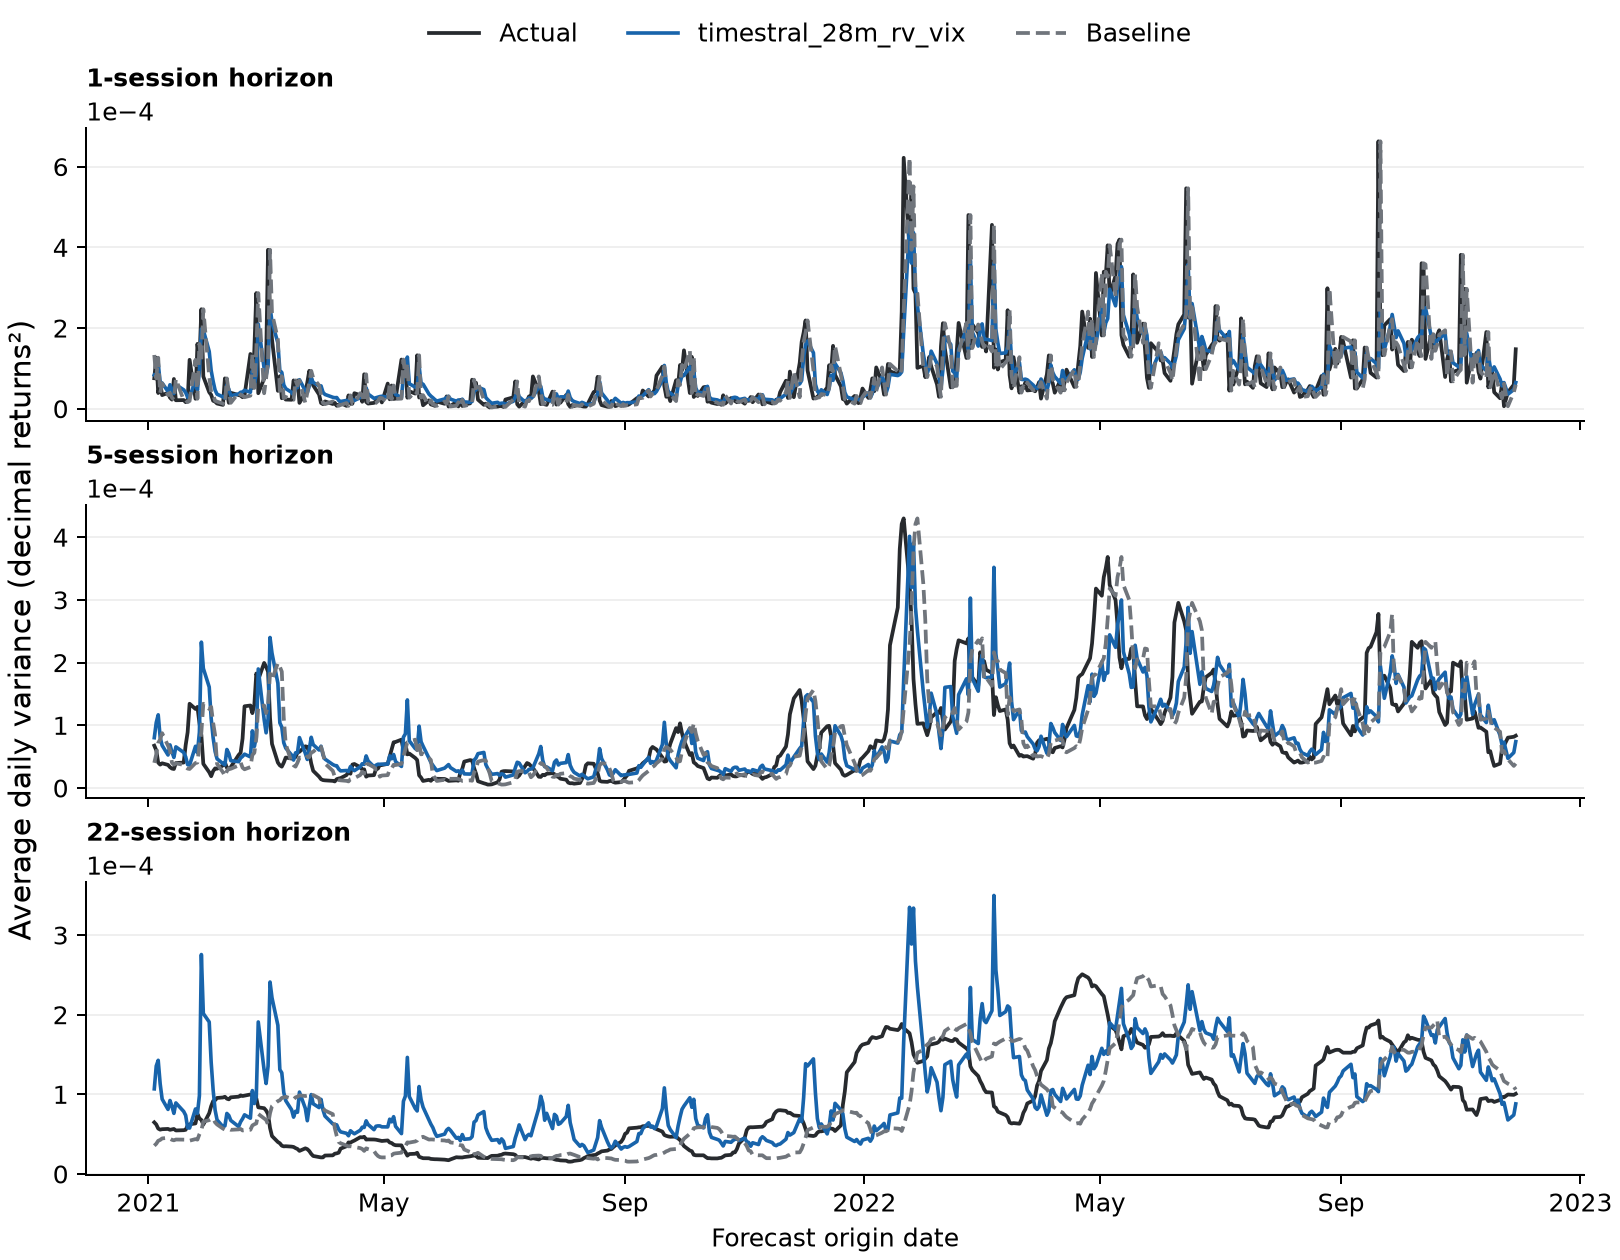 Actual timestral_28m_rv_vix Baseline
1-session horizon
1e−4
6
4
2
0
5-session horizon
1e−4
4
3
2
1
0
22-session horizon
1e−4
3
2
1
0
2021 May Sep 2022 May Sep 2023
Forecast origin date
Average daily variance (decimal returns²)